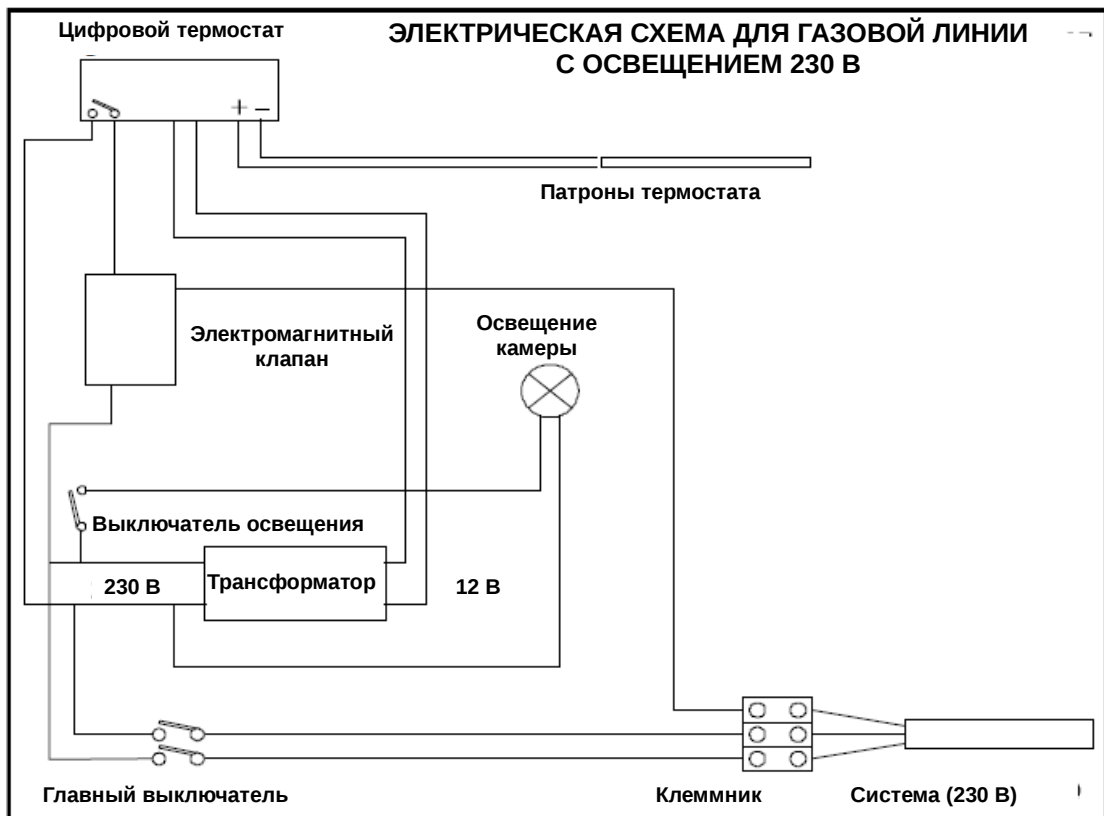 Цифровой термостат
ЭЛЕКТРИЧЕСКАЯ СХЕМА ДЛЯ ГАЗОВОЙ ЛИНИИ
С ОСВЕЩЕНИЕМ 230 В
+ −
Патроны термостата
Электромагнитный
клапан
Освещение
камеры
Выключатель освещения
230 В
Трансформатор
12 В
Главный выключатель
Клеммник
Система (230 В)